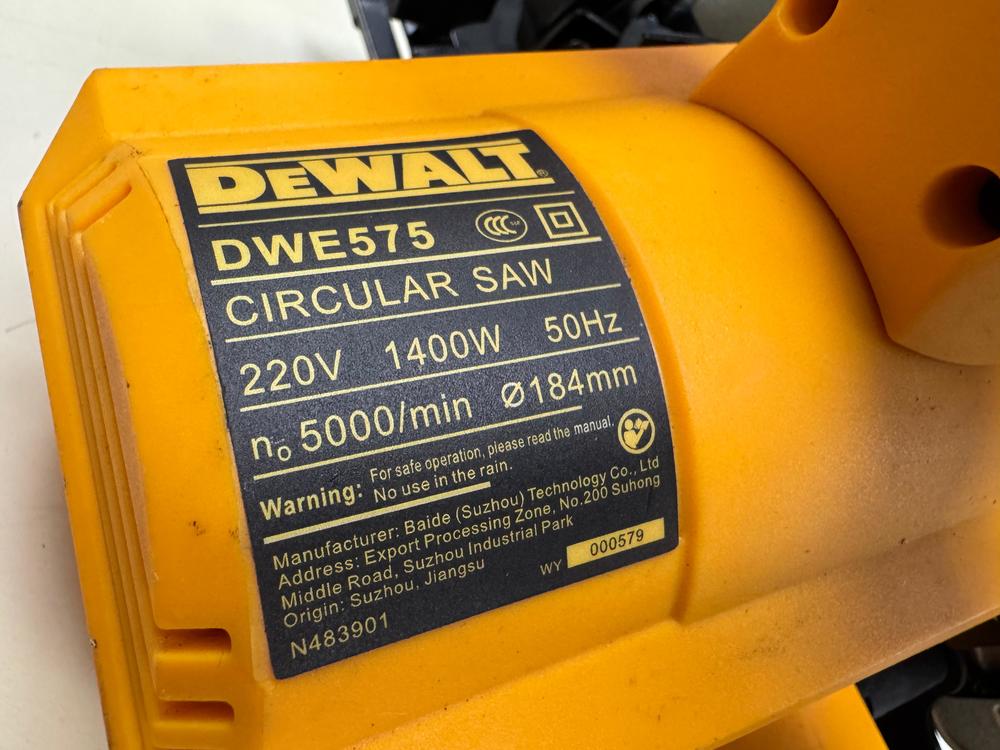 DEWALT®
DWE575
CIRCULAR SAW
220V 1400W 50Hz
no 5000/min Ø184mm
Warning: For safe operation, please read the manual.
No use in the rain.
Manufacturer: Baide (Suzhou) Technology Co., Ltd
Address: Export Processing Zone, No.200 Suhong
Middle Road, Suzhou Industrial Park
Origin: Suzhou, Jiangsu
WY 000579
N483901